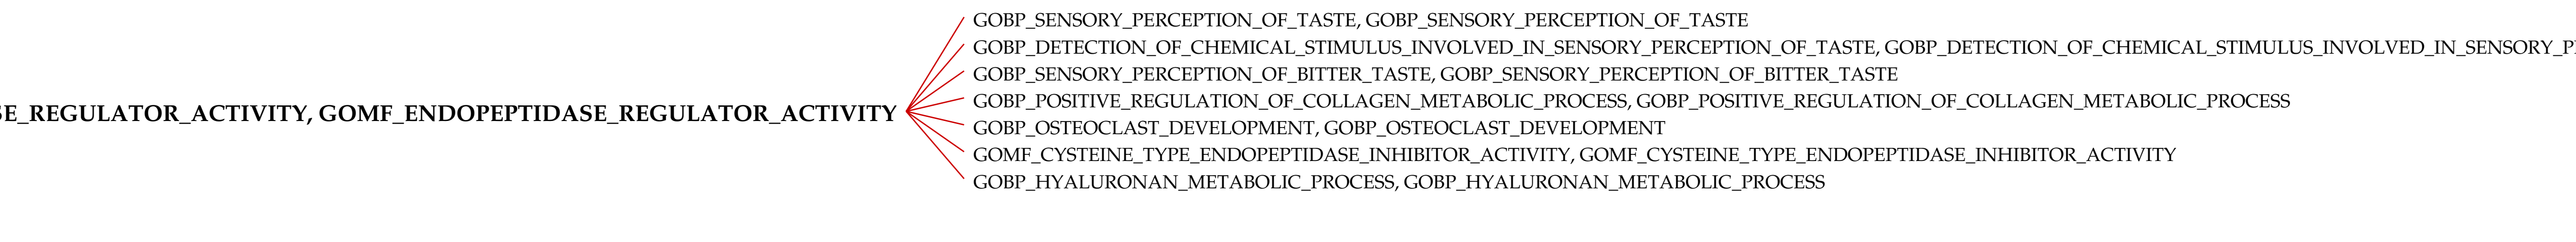 GOBP_SENSORY_PERCEPTION_OF_TASTE, GOBP_SENSORY_PERCEPTION_OF_TASTE
GOBP_DETECTION_OF_CHEMICAL_STIMULUS_INVOLVED_IN_SENSORY_PERCEPTION_OF_TASTE, GOBP_DETECTION_OF_CHEMICAL_STIMULUS_INVOLVED_IN_SENSORY_P
GOBP_SENSORY_PERCEPTION_OF_BITTER_TASTE, GOBP_SENSORY_PERCEPTION_OF_BITTER_TASTE
GOBP_POSITIVE_REGULATION_OF_COLLAGEN_METABOLIC_PROCESS, GOBP_POSITIVE_REGULATION_OF_COLLAGEN_METABOLIC_PROCESS
SE_REGULATOR_ACTIVITY, GOMF_ENDOPEPTIDASE_REGULATOR_ACTIVITY
GOBP_OSTEOCLAST_DEVELOPMENT, GOBP_OSTEOCLAST_DEVELOPMENT
GOMF_CYSTEINE_TYPE_ENDOPEPTIDASE_INHIBITOR_ACTIVITY, GOMF_CYSTEINE_TYPE_ENDOPEPTIDASE_INHIBITOR_ACTIVITY
GOBP_HYALURONAN_METABOLIC_PROCESS, GOBP_HYALURONAN_METABOLIC_PROCESS